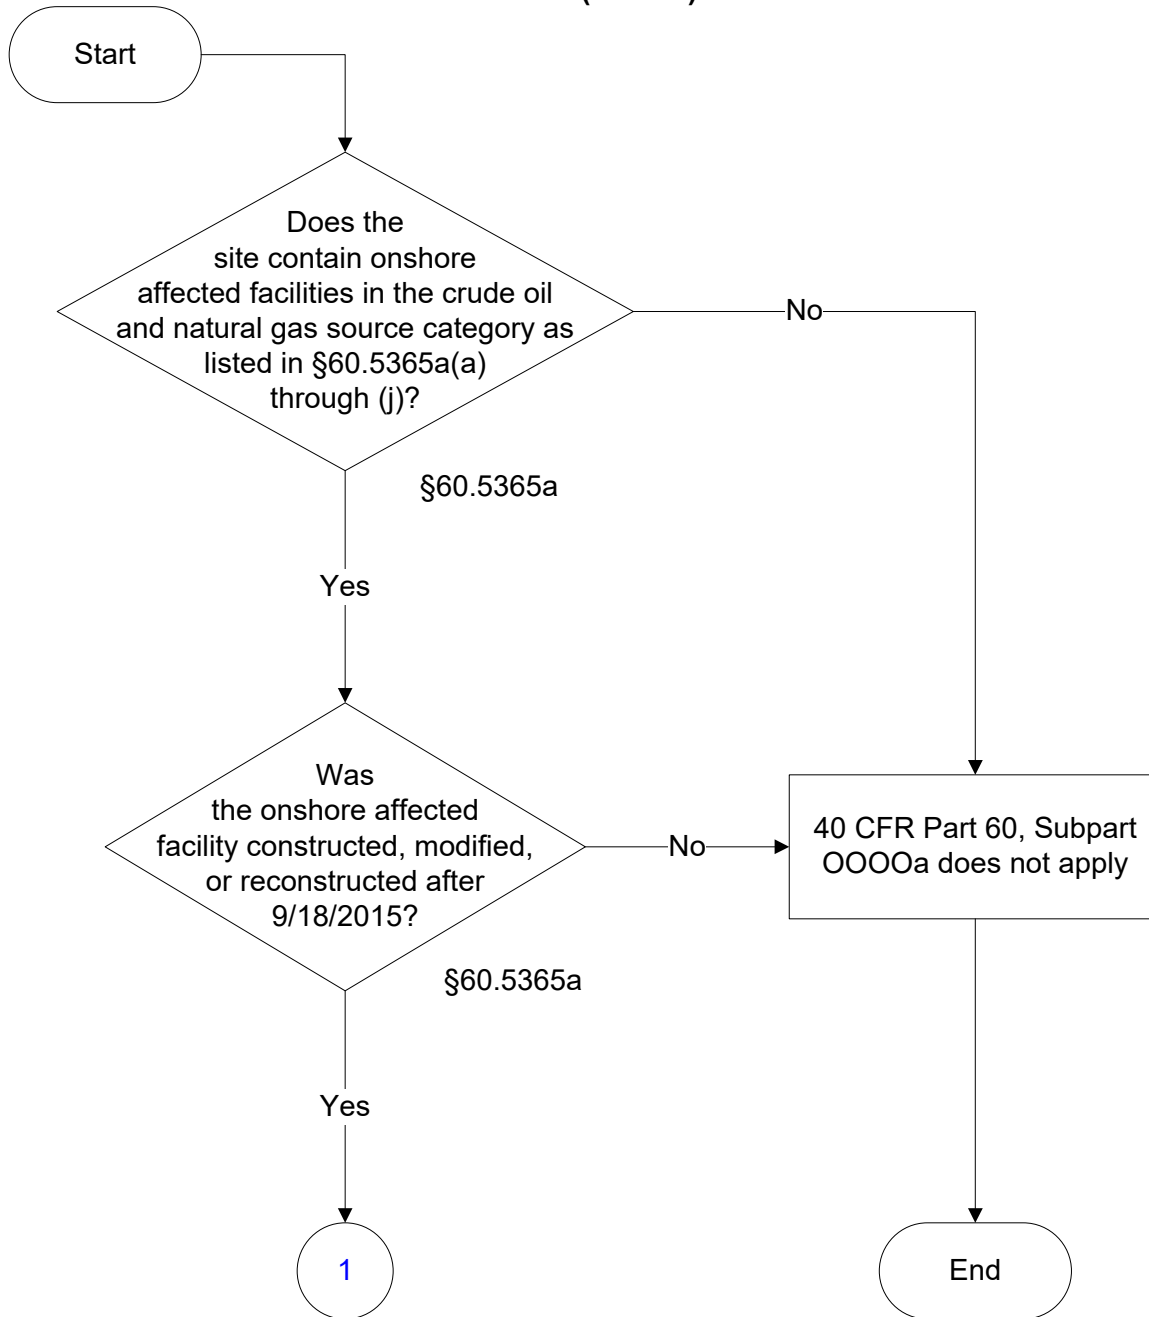 Start
Does the
site contain onshore
affected facilities in the crude oil
and natural gas source category as
listed in §60.5365a(a)
through (j)?
No
§60.5365a
Yes
Was
the onshore affected
facility constructed, modified,
or reconstructed after
9/18/2015?
No
40 CFR Part 60, Subpart
OOOOa does not apply
§60.5365a
Yes
1
End